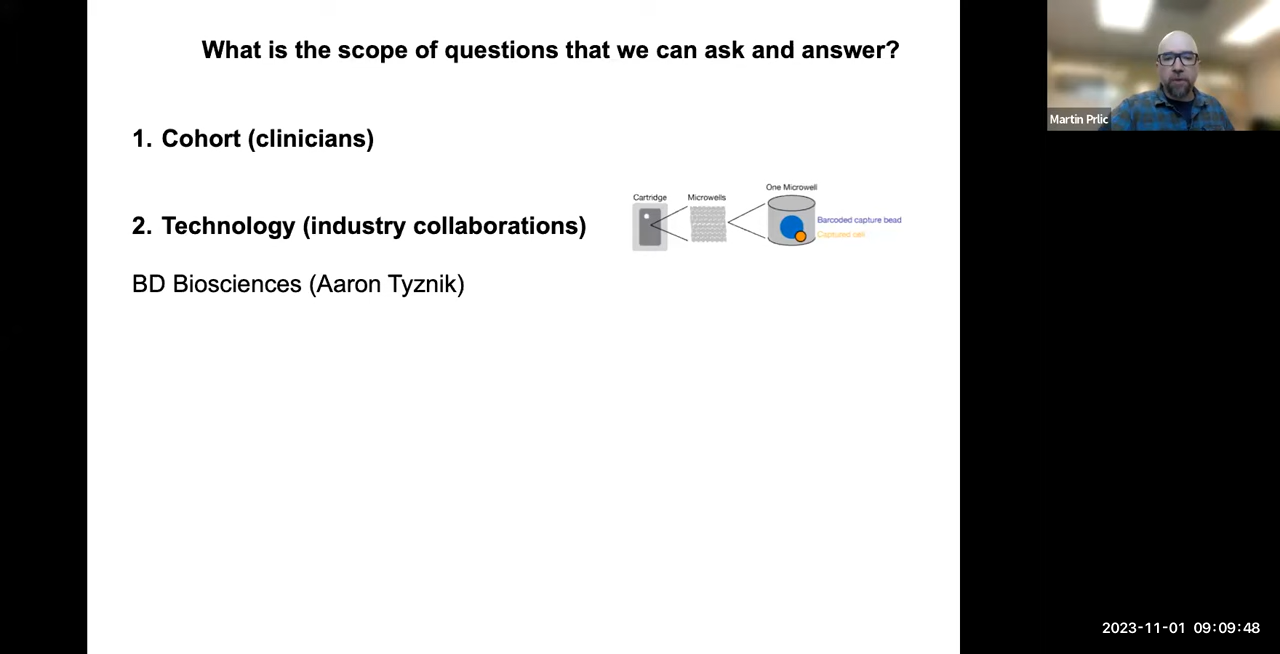 What is the scope of questions that we can ask and answer?
1. Cohort (clinicians)
2. Technology (industry collaborations)
BD Biosciences (Aaron Tyznik)
Cartridge
Microwells
One Microwell
Barcoded capture bead
Captured cell
Martin Prlic
2023-11-01 09:09:48